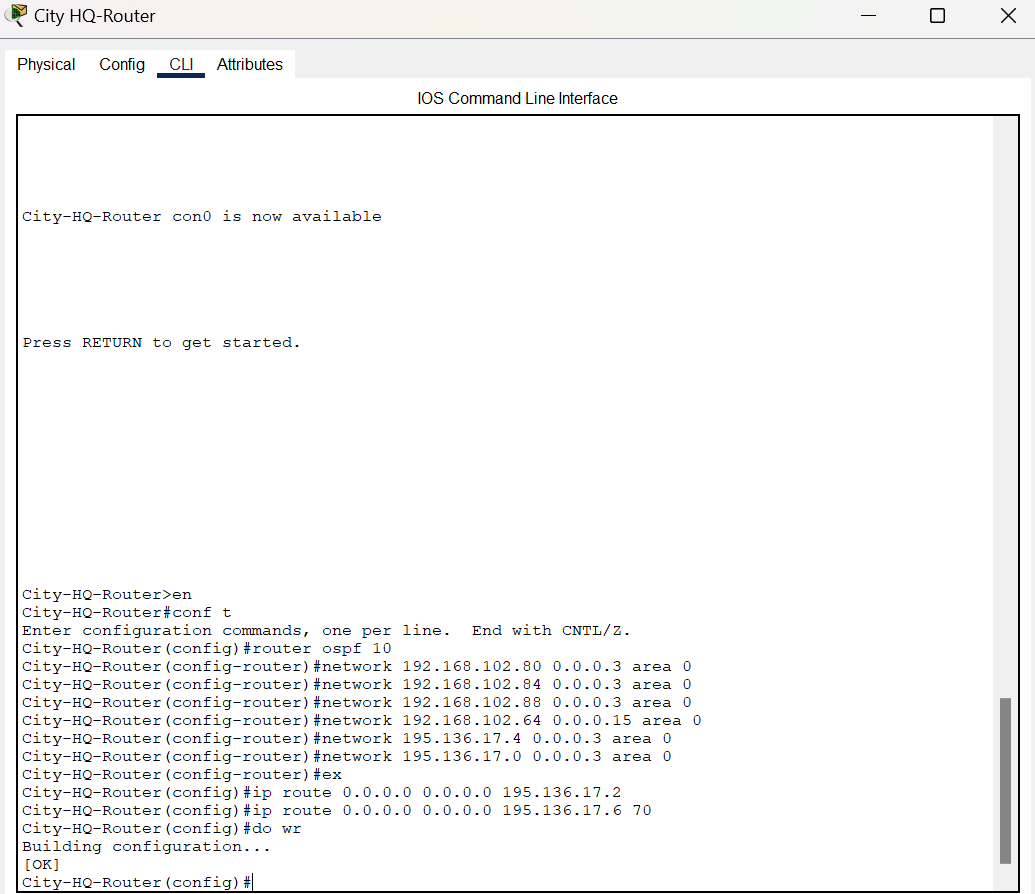 City HQ-Router
Physical Config CLI Attributes
IOS Command Line Interface
City-HQ-Router con0 is now available
Press RETURN to get started.
City-HQ-Router>en
City-HQ-Router#conf t
Enter configuration commands, one per line.  End with CNTL/Z.
City-HQ-Router(config)#router ospf 10
City-HQ-Router(config-router)#network 192.168.102.80 0.0.0.3 area 0
City-HQ-Router(config-router)#network 192.168.102.84 0.0.0.3 area 0
City-HQ-Router(config-router)#network 192.168.102.88 0.0.0.3 area 0
City-HQ-Router(config-router)#network 192.168.102.64 0.0.0.15 area 0
City-HQ-Router(config-router)#network 195.136.17.4 0.0.0.3 area 0
City-HQ-Router(config-router)#network 195.136.17.0 0.0.0.3 area 0
City-HQ-Router(config-router)#ex
City-HQ-Router(config)#ip route 0.0.0.0 0.0.0.0 195.136.17.2
City-HQ-Router(config)#ip route 0.0.0.0 0.0.0.0 195.136.17.6 70
City-HQ-Router(config)#do wr
Building configuration...
[OK]
City-HQ-Router(config)#